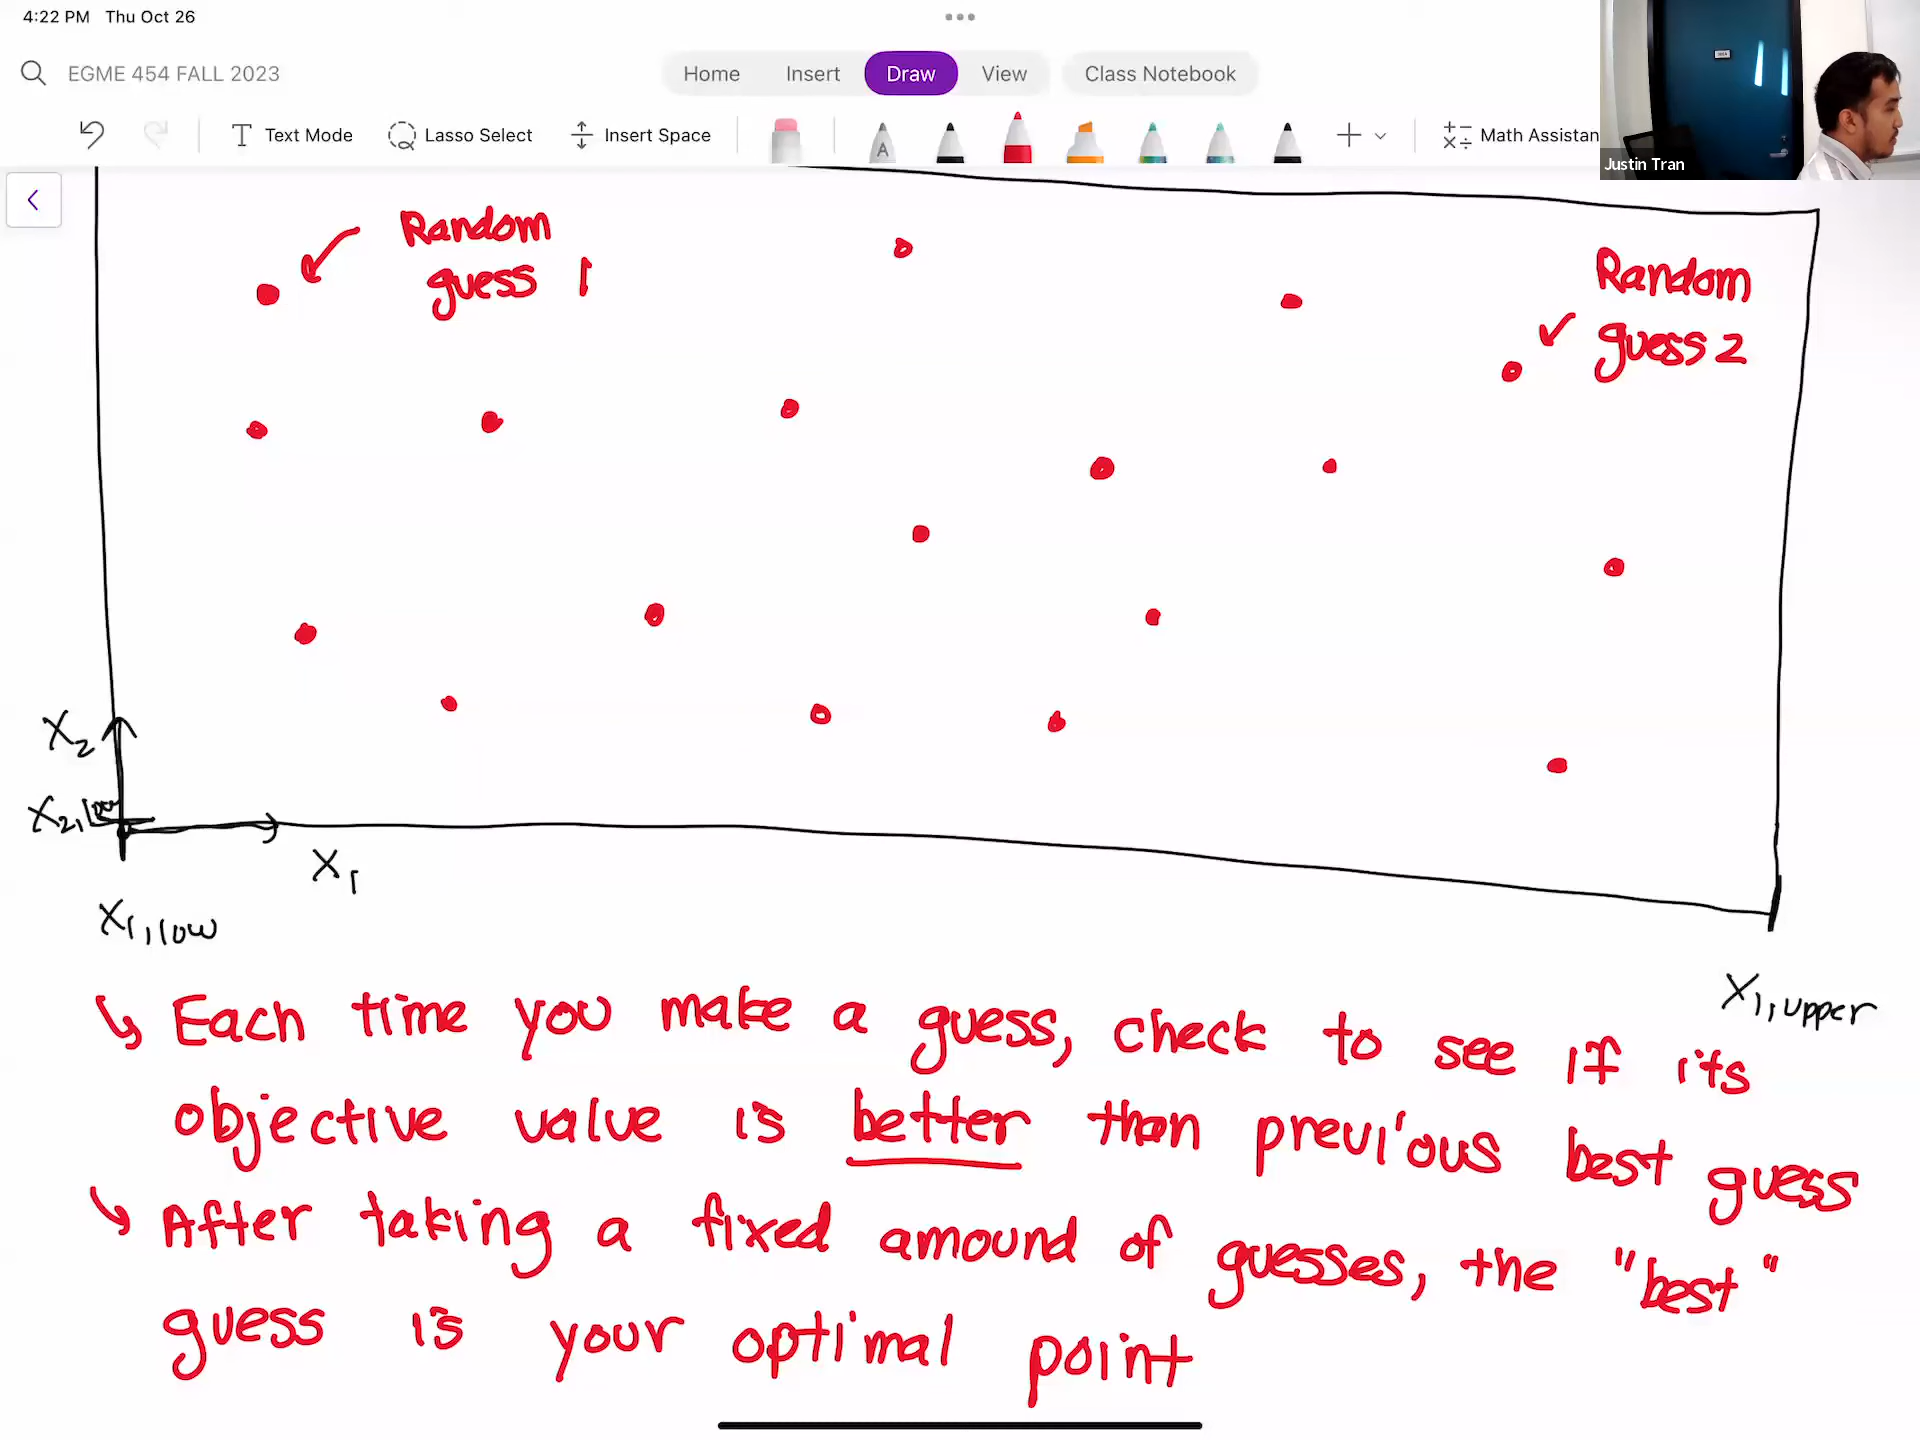 4:22 PM Thu Oct 26
EGME 454 FALL 2023
Home Insert Draw View Class Notebook
Text Mode Lasso Select Insert Space A Math Assistan
Justin Tran
Random
guess 1
Random
guess 2
X2
X2,low
X1
X1,low
X1,upper
↳ Each time you make a guess, check to see if its
objective value is better than previous best guess
↳ After taking a fixed amound of guesses, the "best"
guess is your optimal point